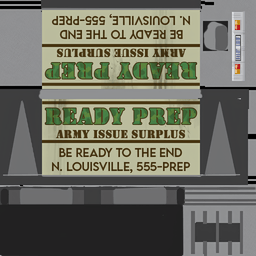 N. LOUISVILLE, 555-PREP
BE READY TO THE END
ARMY ISSUE SURPLUS
READY PREP
READY PREP
ARMY ISSUE SURPLUS
BE READY TO THE END
N. LOUISVILLE, 555-PREP